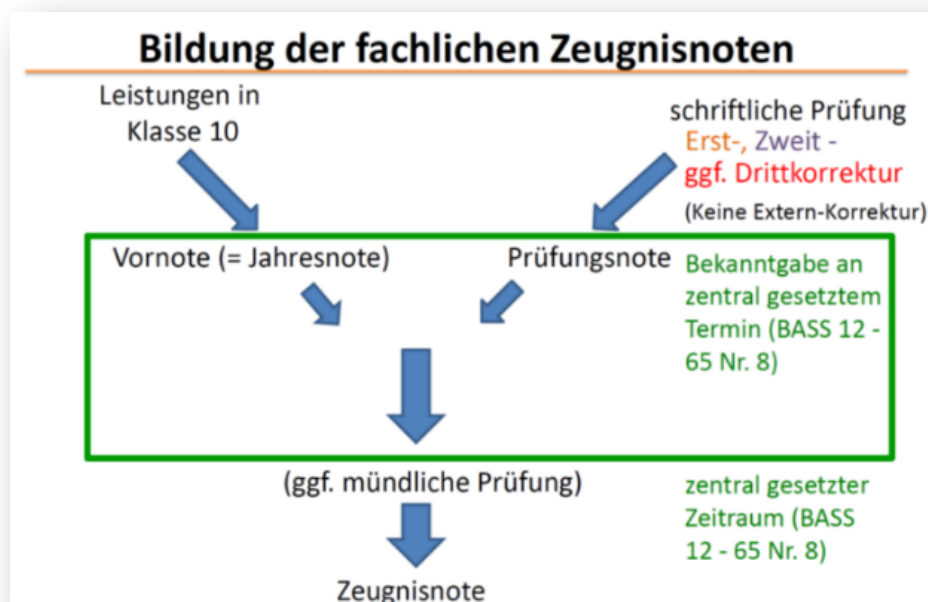 Bildung der fachlichen Zeugnisnoten
Leistungen in
Klasse 10
schriftliche Prüfung
Erst-, Zweit -
ggf. Drittkorrektur
(Keine Extern-Korrektur)
Vornote (= Jahresnote)
Prüfungsnote
Bekanntgabe an
zentral gesetztem
Termin (BASS 12 -
65 Nr. 8)
(ggf. mündliche Prüfung)
zentral gesetzter
Zeitraum (BASS
12 - 65 Nr. 8)
Zeugnisnote